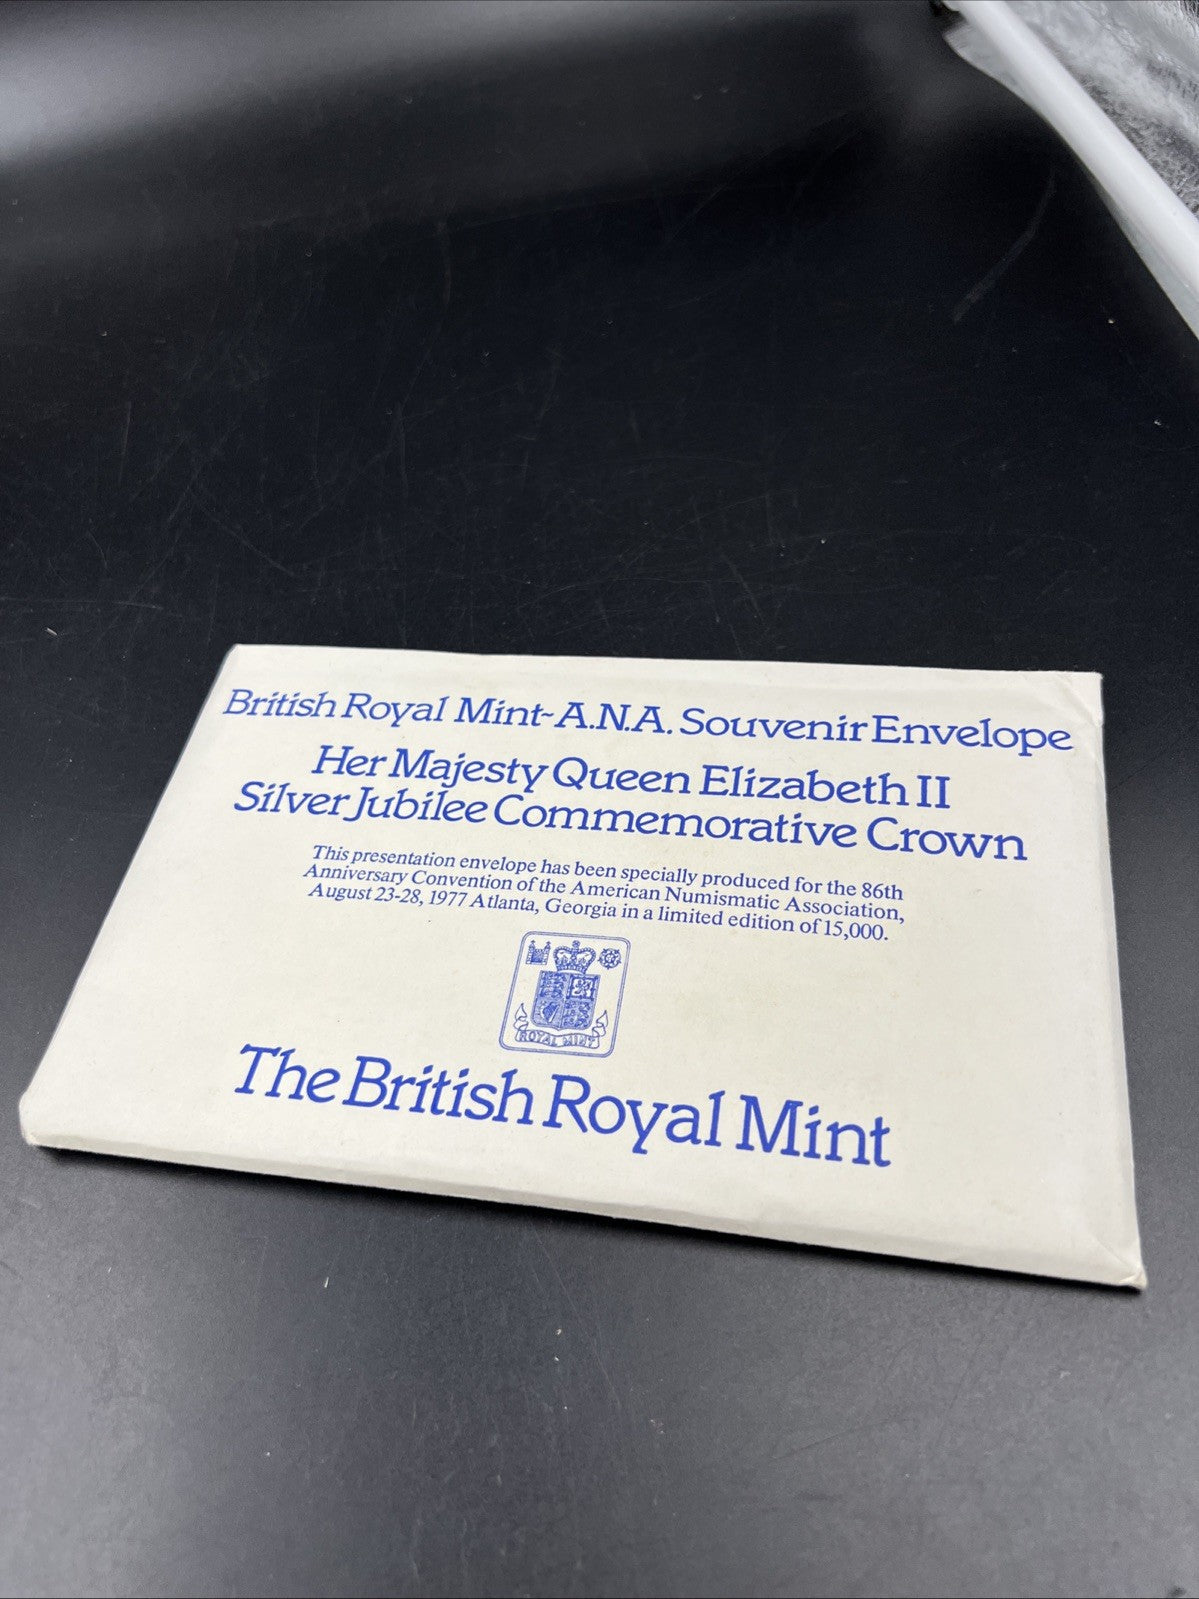 British Royal Mint-A.N.A. Souvenir Envelope
Her Majesty Queen Elizabeth II
Silver Jubilee Commemorative Crown
This presentation envelope has been specially produced for the 86th
Anniversary Convention of the American Numismatic Association,
August 23-28, 1977 Atlanta, Georgia in a limited edition of 15,000.
ROYAL MINT
The British Royal Mint